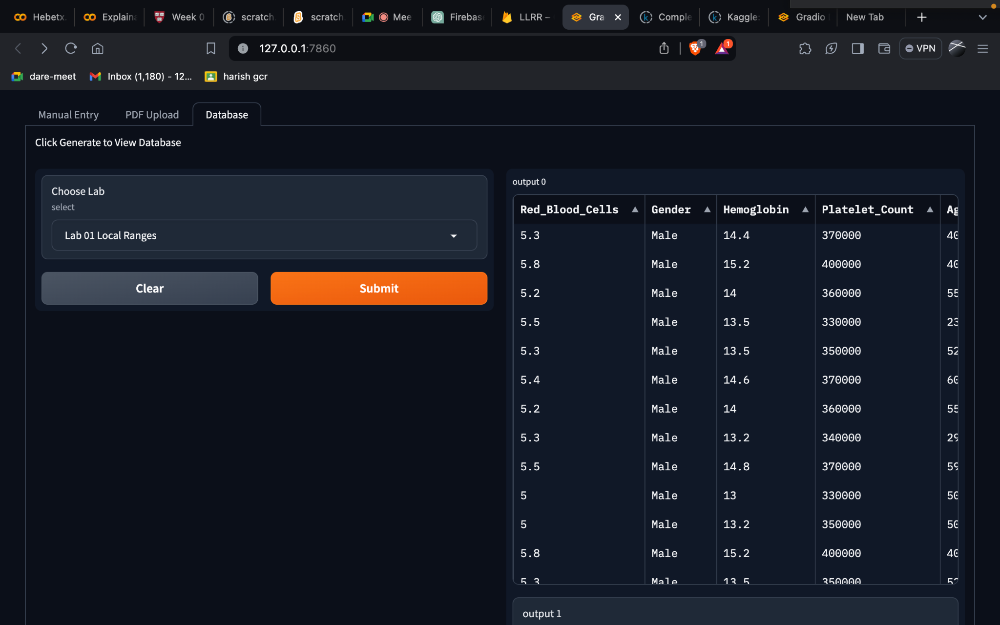 Hebetx Explaina Week 0 scratch. scratch. Mee Firebas LLRR – Gra Comple Kaggle: Gradio New Tab
127.0.0.1:7860 1 1 VPN
dare-meet Inbox (1,180) - 12... harish gcr
Manual Entry PDF Upload Database
Click Generate to View Database
Choose Lab
select
Lab 01 Local Ranges
Clear Submit
output 0
Red_Blood_Cells Gender Hemoglobin Platelet_Count Ag
5.3 Male 14.4 370000 40
5.8 Male 15.2 400000 40
5.2 Male 14 360000 55
5.5 Male 13.5 330000 23
5.3 Male 13.5 350000 52
5.4 Male 14.6 370000 60
5.2 Male 14 360000 55
5.3 Male 13.2 340000 29
5.5 Male 14.8 370000 59
5 Male 13 330000 50
5 Male 13.2 350000 50
5.8 Male 15.2 400000 40
5.3 Male 13.5 350000 52
output 1